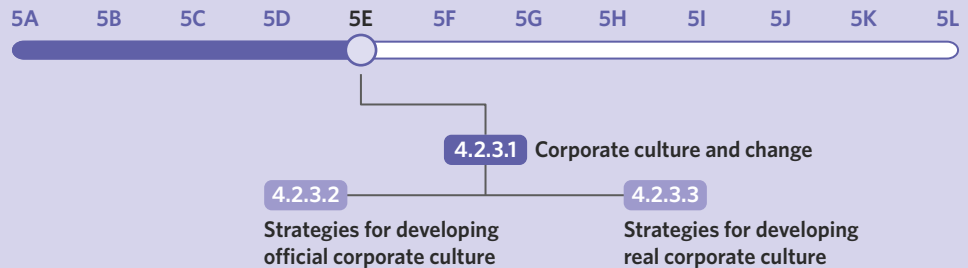 5A 5B 5C 5D 5E 5F 5G 5H 5I 5J 5K 5L
4.2.3.1 Corporate culture and change
4.2.3.2
Strategies for developing
official corporate culture
4.2.3.3
Strategies for developing
real corporate culture